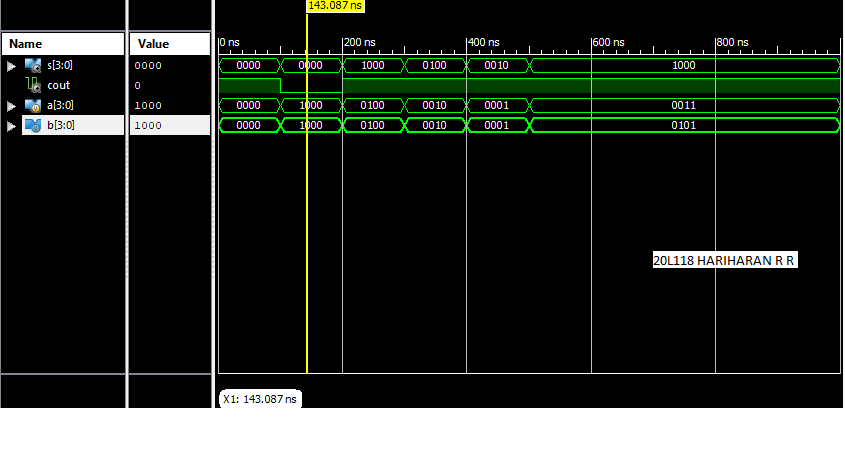 143.087 ns
Name Value 0 ns 200 ns 400 ns 600 ns 800 ns
s[3:0] 0000 0000 0000 1000 0100 0010 1000
cout 0
a[3:0] 1000 0000 1000 0100 0010 0001 0011
b[3:0] 1000 0000 1000 0100 0010 0001 0101
20L118 HARIHARAN R R
X1: 143.087 ns